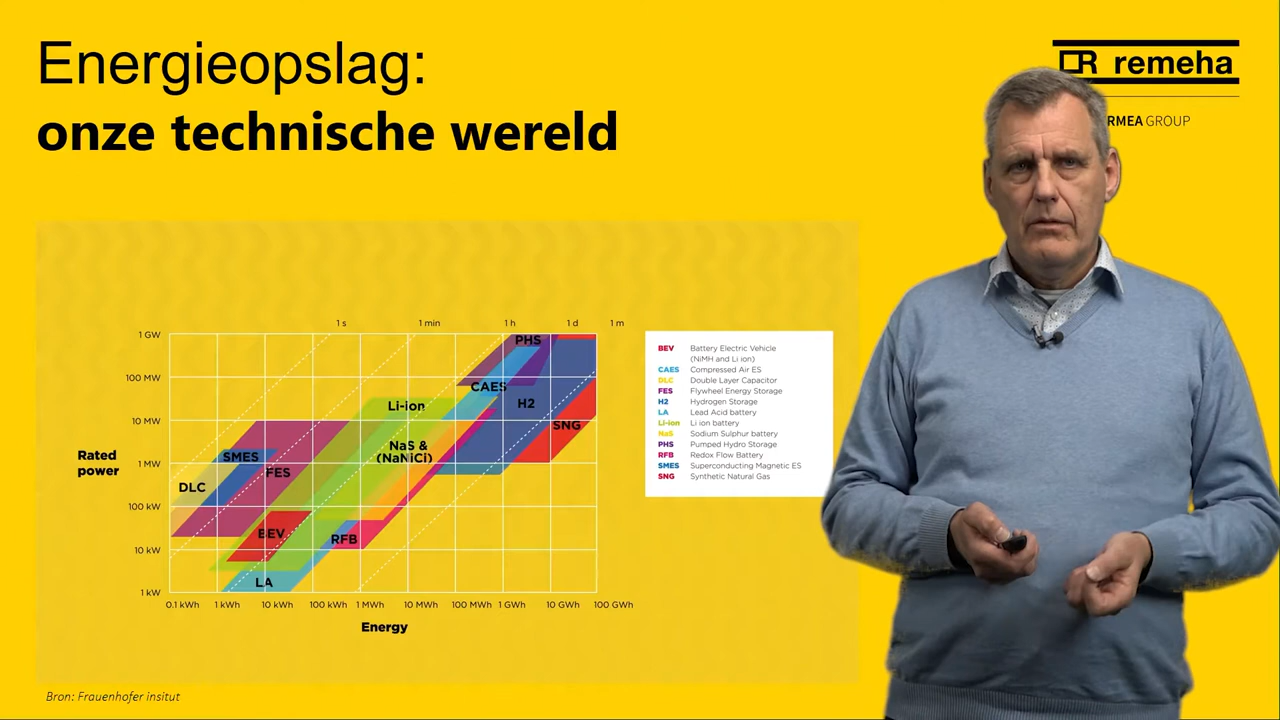 Energieopslag:
onze technische wereld
remeha
RMEA GROUP
1 s
1 min
1 h
1 d
1 m
1 GW
100 MW
10 MW
1 MW
100 kW
10 kW
1 kW
Rated
power
PHS
CAES
Li-ion
H2
SNG
NaS &
(NaNiCi)
SMES
FES
DLC
BEV
RFB
LA
0.1 kWh
1 kWh
10 kWh
100 kWh
1 MWh
10 MWh
100 MWh
1 GWh
10 GWh
100 GWh
Energy
BEV Battery Electric Vehicle
(NiMH and Li ion)
CAES Compressed Air ES
DLC Double Layer Capacitor
FES Flywheel Energy Storage
H2 Hydrogen Storage
LA Lead Acid battery
Li-ion Li ion battery
NaS Sodium Sulphur battery
PHS Pumped Hydro Storage
RFB Redox Flow Battery
SMES Superconducting Magnetic ES
SNG Synthetic Natural Gas
Bron: Frauenhofer insitut